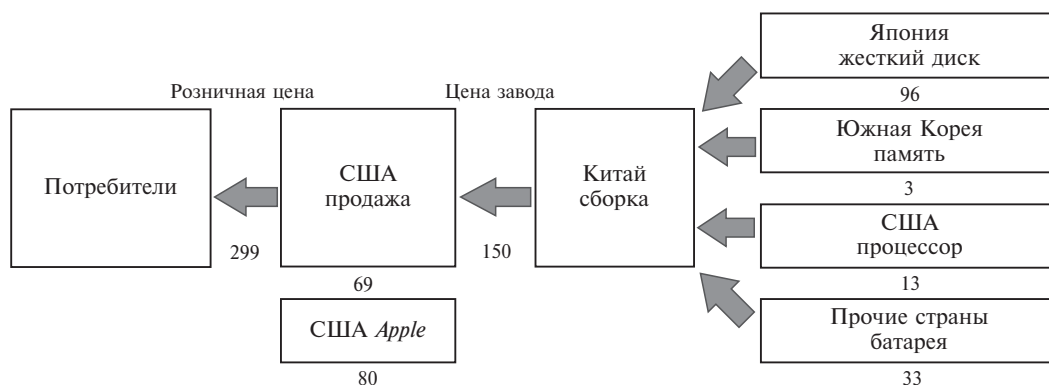 Розничная цена
Цена завода
Потребители
299
США
продажа
69
США Apple
80
150
Китай
сборка
Япония
жесткий диск
96
Южная Корея
память
3
США
процессор
13
Прочие страны
батарея
33